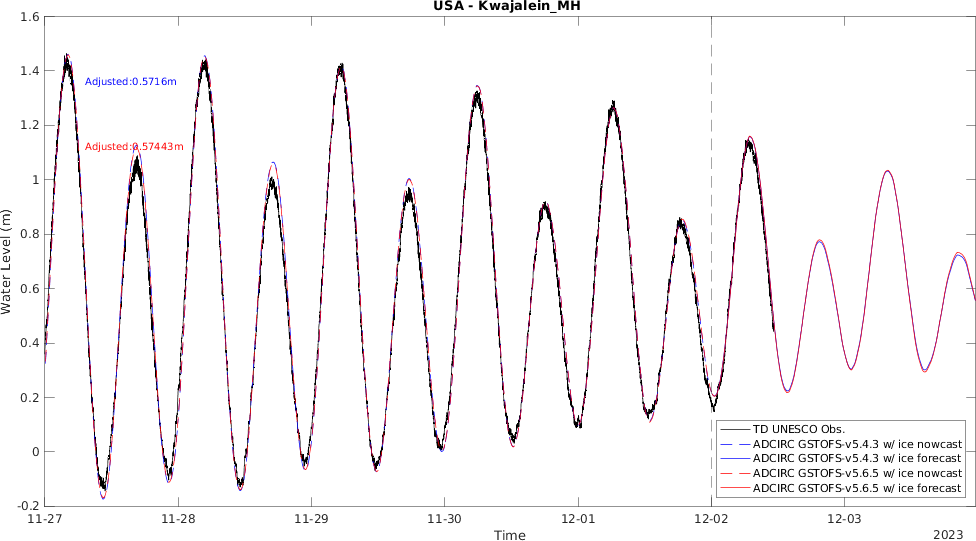 USA - Kwajalein_MH
1.6
1.4
1.2
1
0.8
0.6
0.4
0.2
0
-0.2
Water Level (m)
Adjusted:0.5716m
Adjusted:0.57443m
TD UNESCO Obs.
ADCIRC GSTOFS-v5.4.3 w/ ice nowcast
ADCIRC GSTOFS-v5.4.3 w/ ice forecast
ADCIRC GSTOFS-v5.6.5 w/ ice nowcast
ADCIRC GSTOFS-v5.6.5 w/ ice forecast
11-27 11-28 11-29 11-30 12-01 12-02 12-03
Time
2023